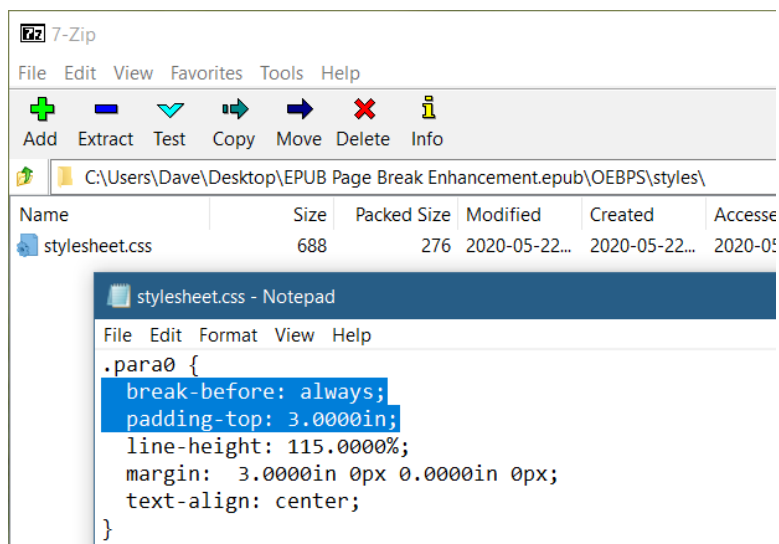 7-Zip
File Edit View Favorites Tools Help
Add Extract Test Copy Move Delete Info
C:\Users\Dave\Desktop\EPUB Page Break Enhancement.epub\OEBPS\styles\
Name Size Packed Size Modified Created Accesse
stylesheet.css 688 276 2020-05-22... 2020-05-22... 2020-05
stylesheet.css - Notepad
File Edit Format View Help
.para0 {
break-before: always;
padding-top: 3.0000in;
line-height: 115.0000%;
margin:  3.0000in 0px 0.0000in 0px;
text-align: center;
}